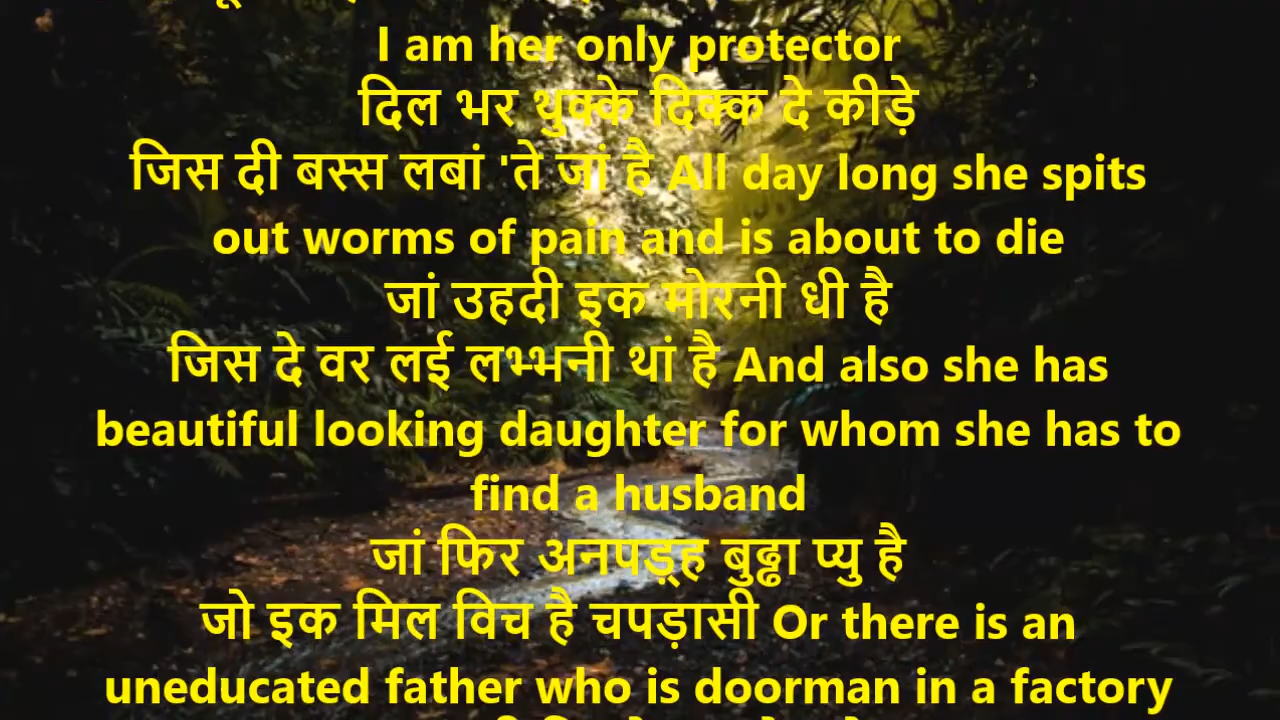 I am her only protector
दिल भर थुक्के दिक्क दे कीड़े
जिस दी बस्स लबां 'ते जां है All day long she spits
out worms of pain and is about to die
जां उहदी इक मोरनी धी है
जिस दे वर लई लभ्भनी थां है And also she has
beautiful looking daughter for whom she has to
find a husband
जां फिर अनपड़्ह बुढ्ढा प्यु है
जो इक मिल विच है चपड़ासी Or there is an
uneducated father who is doorman in a factory